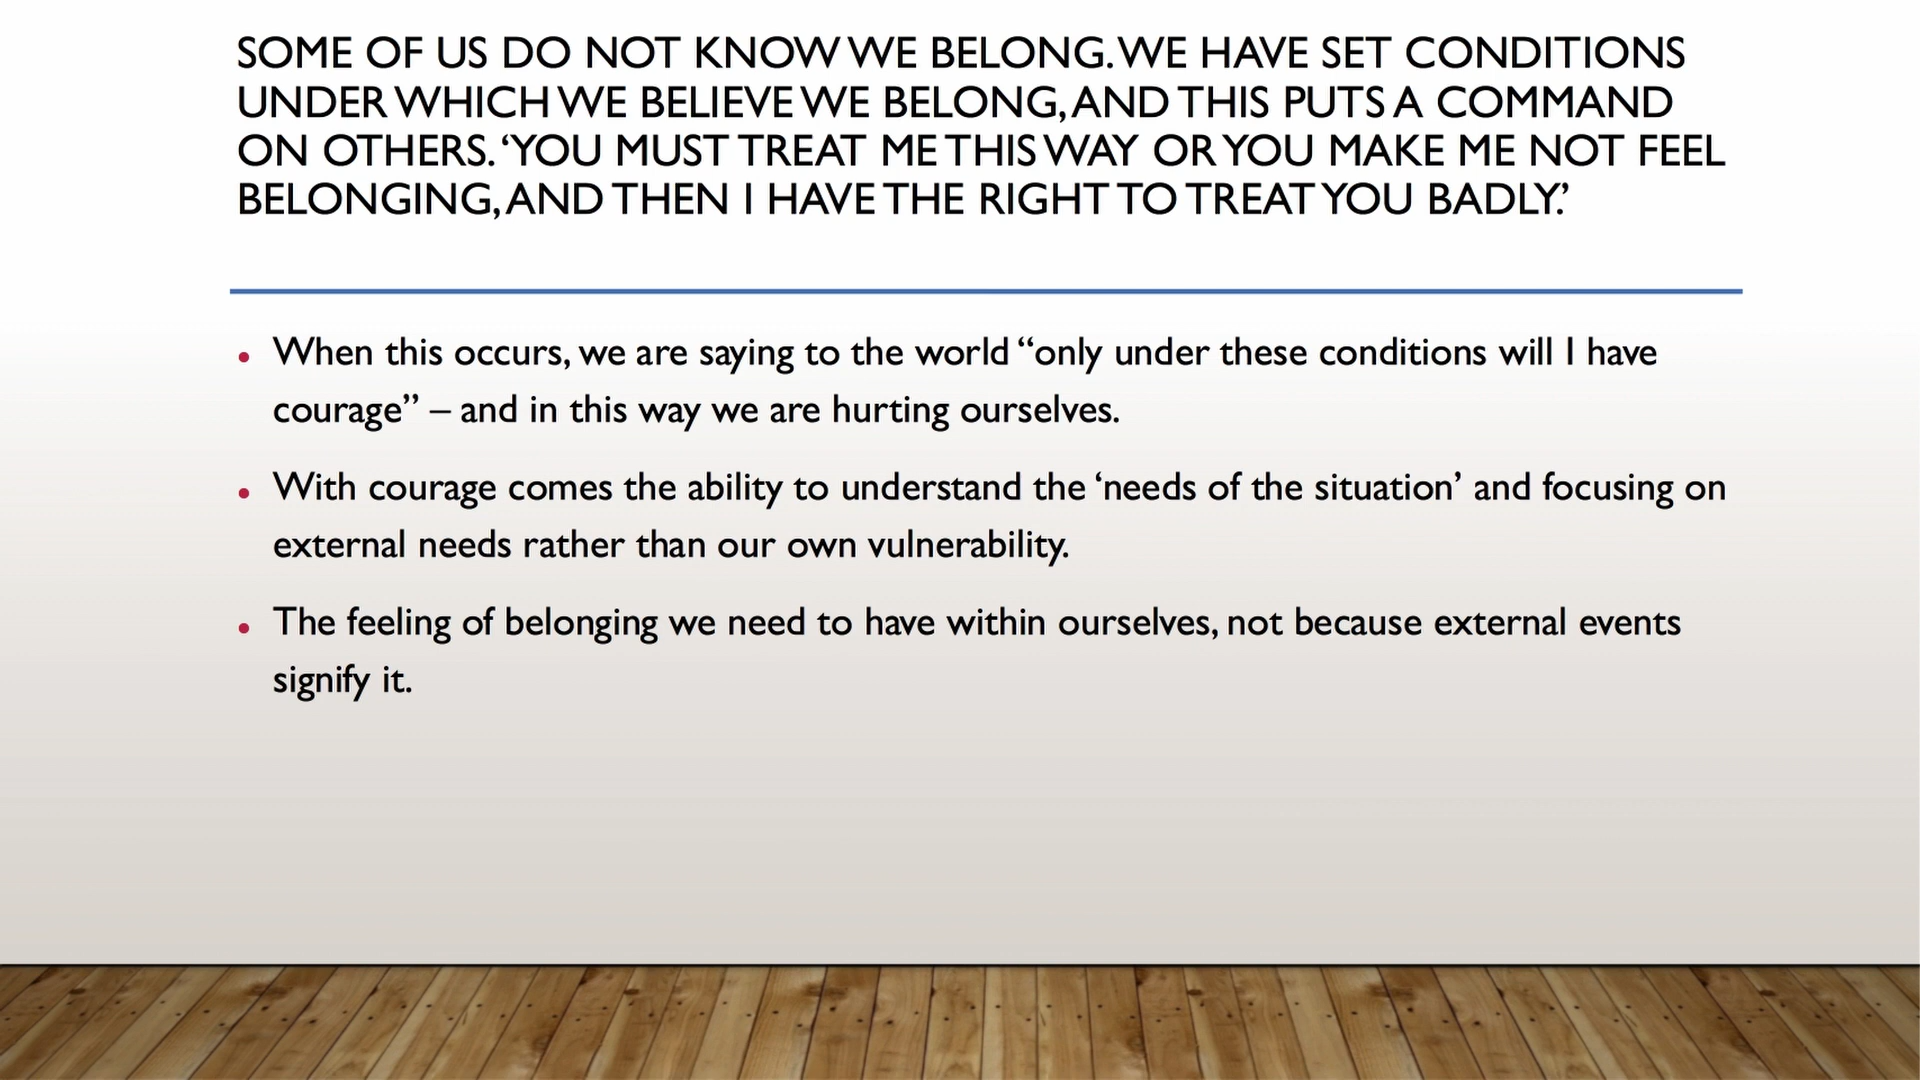 SOME OF US DO NOT KNOW WE BELONG. WE HAVE SET CONDITIONS
UNDER WHICH WE BELIEVE WE BELONG, AND THIS PUTS A COMMAND
ON OTHERS. ‘YOU MUST TREAT ME THIS WAY OR YOU MAKE ME NOT FEEL
BELONGING, AND THEN I HAVE THE RIGHT TO TREAT YOU BADLY.’
• When this occurs, we are saying to the world “only under these conditions will I have
courage” – and in this way we are hurting ourselves.
• With courage comes the ability to understand the ‘needs of the situation’ and focusing on
external needs rather than our own vulnerability.
• The feeling of belonging we need to have within ourselves, not because external events
signify it.